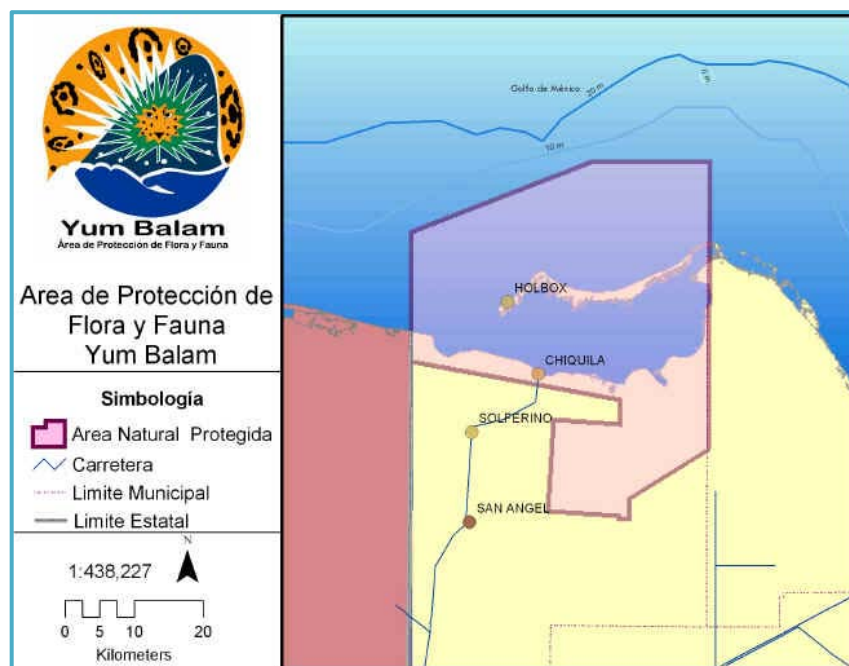 Yum Balam
Área de Protección de Flora y Fauna
Area de Protección de
Flora y Fauna
Yum Balam
Simbología
Area Natural Protegida
Carretera
Limite Municipal
Limite Estatal
N
1:438,227
0 5 10 20
Kilometers
Golfo de México
20 m
10 m
HOLBOX
CHIQUILA
SOLFERINO
SAN ANGEL